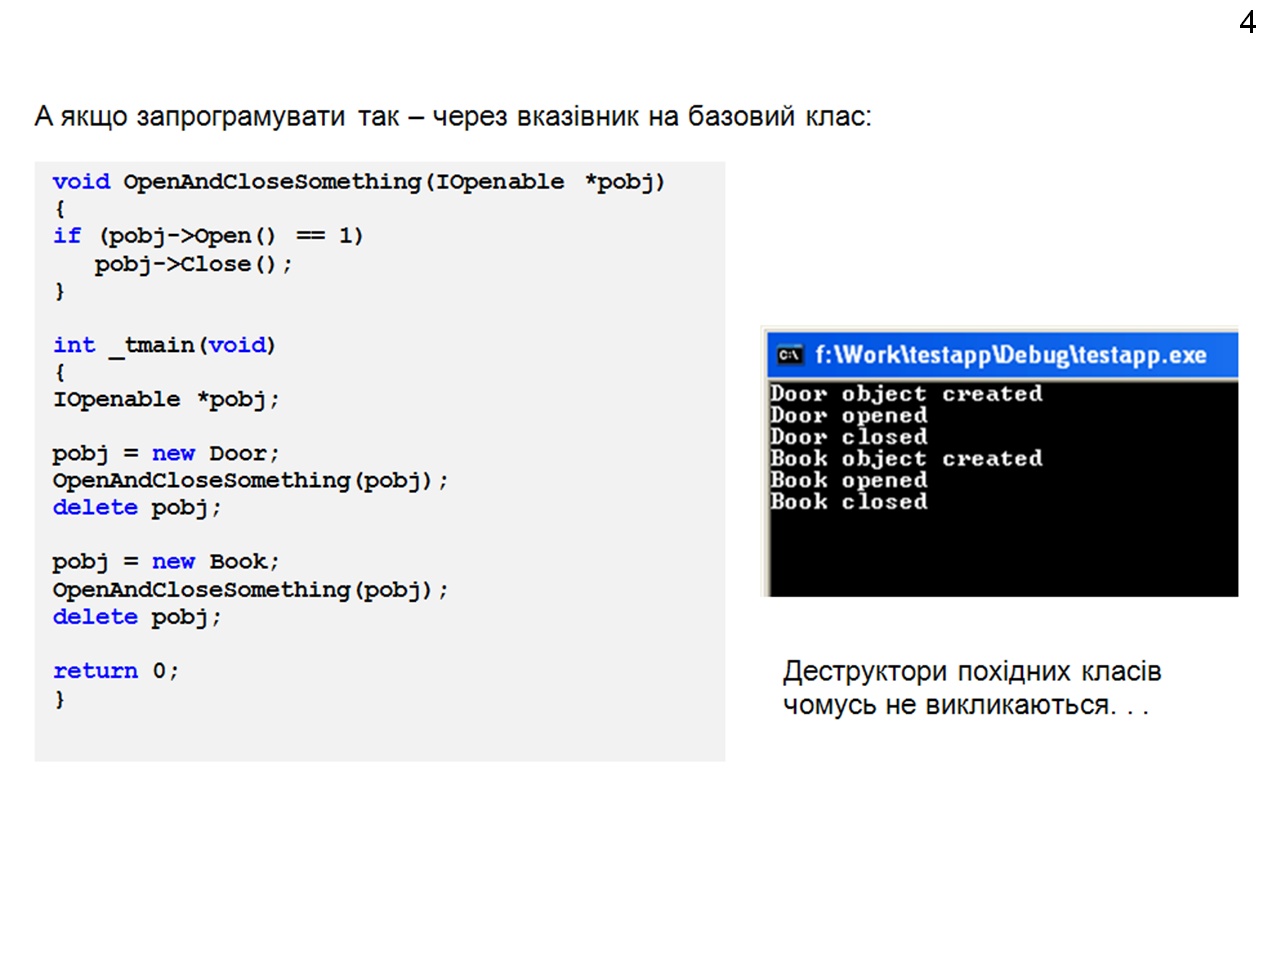 4
А якщо запрограмувати так – через вказівник на базовий клас:
void OpenAndCloseSomething(IOpenable *pobj)
{
if (pobj->Open() == 1)
pobj->Close();
}
int _tmain(void)
{
IOpenable *pobj;
pobj = new Door;
OpenAndCloseSomething(pobj);
delete pobj;
pobj = new Book;
OpenAndCloseSomething(pobj);
delete pobj;
return 0;
}
C:\ f:\Work\testapp\Debug\testapp.exe
Door object created
Door opened
Door closed
Book object created
Book opened
Book closed
Деструктори похідних класів
чомусь не викликаються. . .